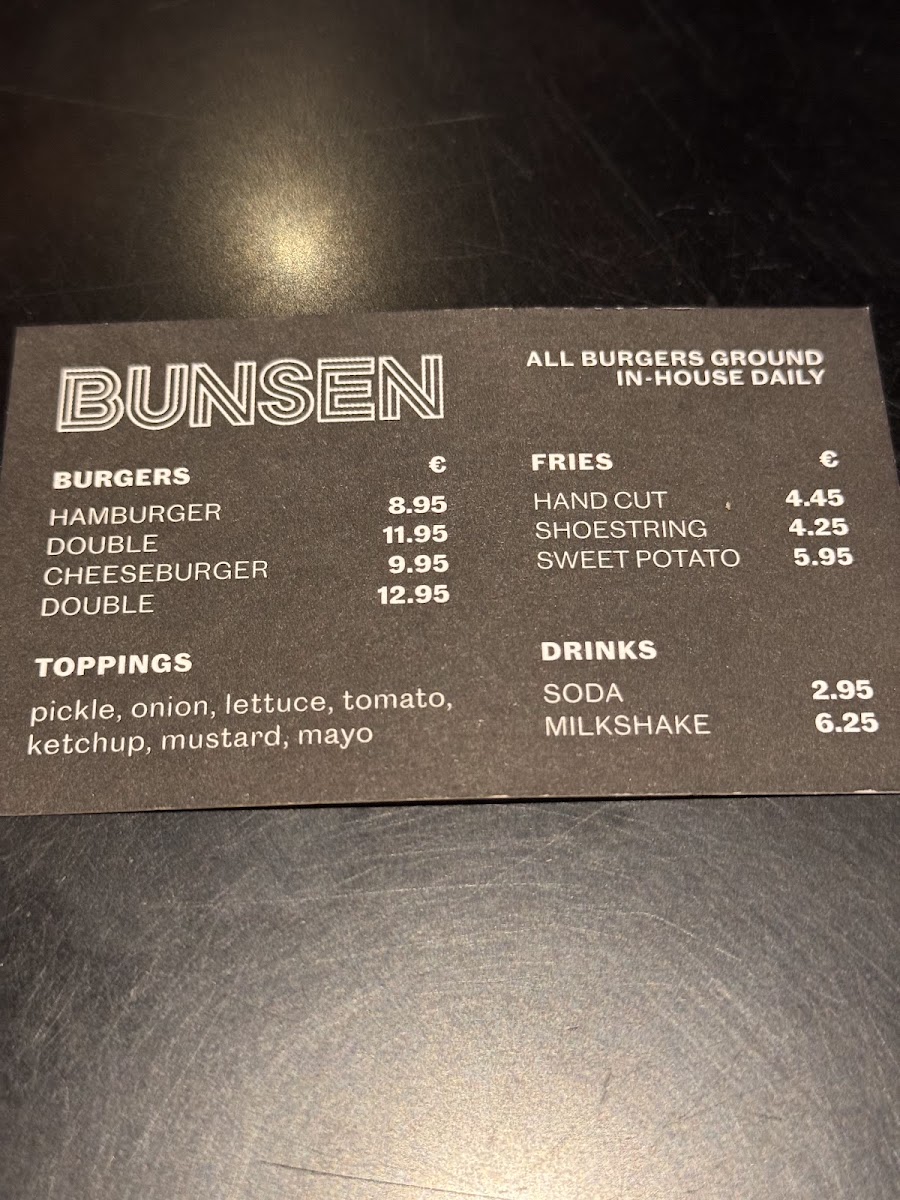 BUNSEN
ALL BURGERS GROUND
IN-HOUSE DAILY
BURGERS €
HAMBURGER 8.95
DOUBLE 11.95
CHEESEBURGER 9.95
DOUBLE 12.95
TOPPINGS
pickle, onion, lettuce, tomato,
ketchup, mustard, mayo
FRIES €
HAND CUT 4.45
SHOESTRING 4.25
SWEET POTATO 5.95
DRINKS
SODA 2.95
MILKSHAKE 6.25